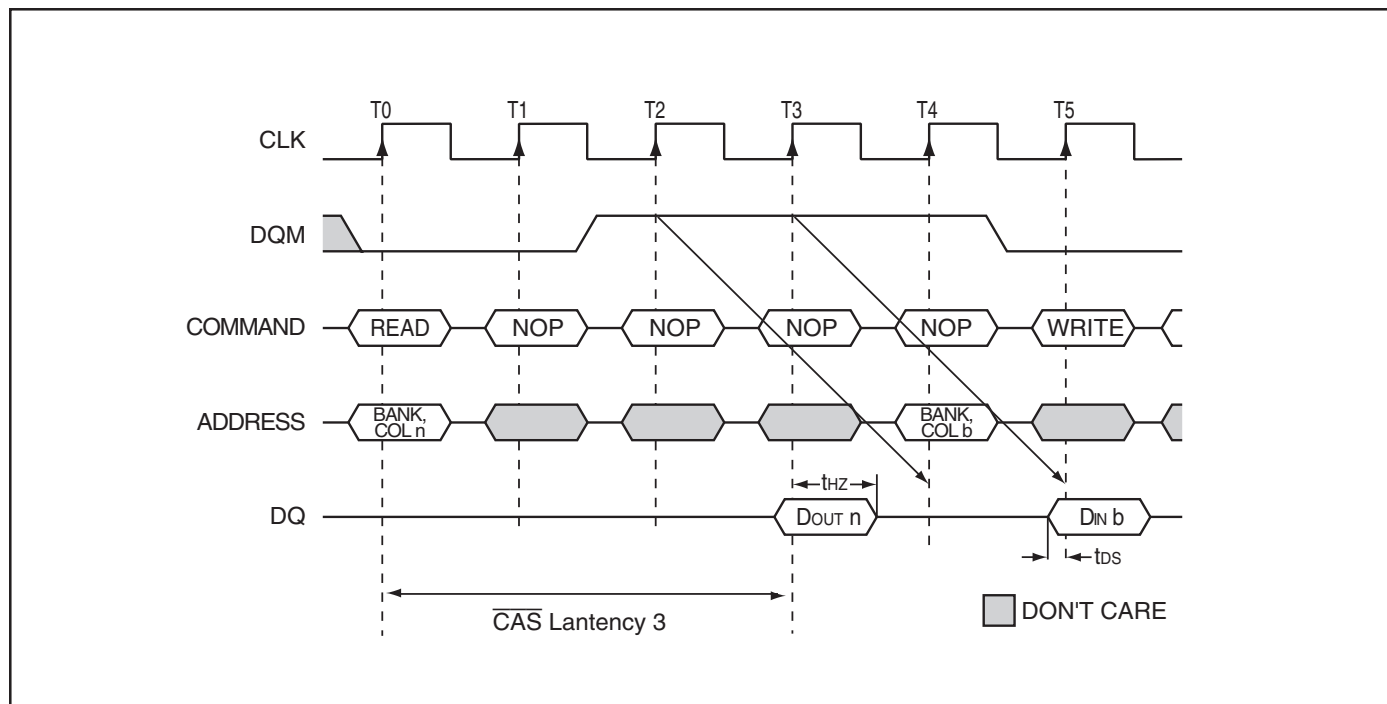 T0 T1 T2 T3 T4 T5
CLK
DQM
COMMAND READ NOP NOP NOP NOP WRITE
ADDRESS BANK, COL n BANK, COL b
tHZ
DQ DOUT n DIN b
tDS
CAS Lantency 3
DON'T CARE